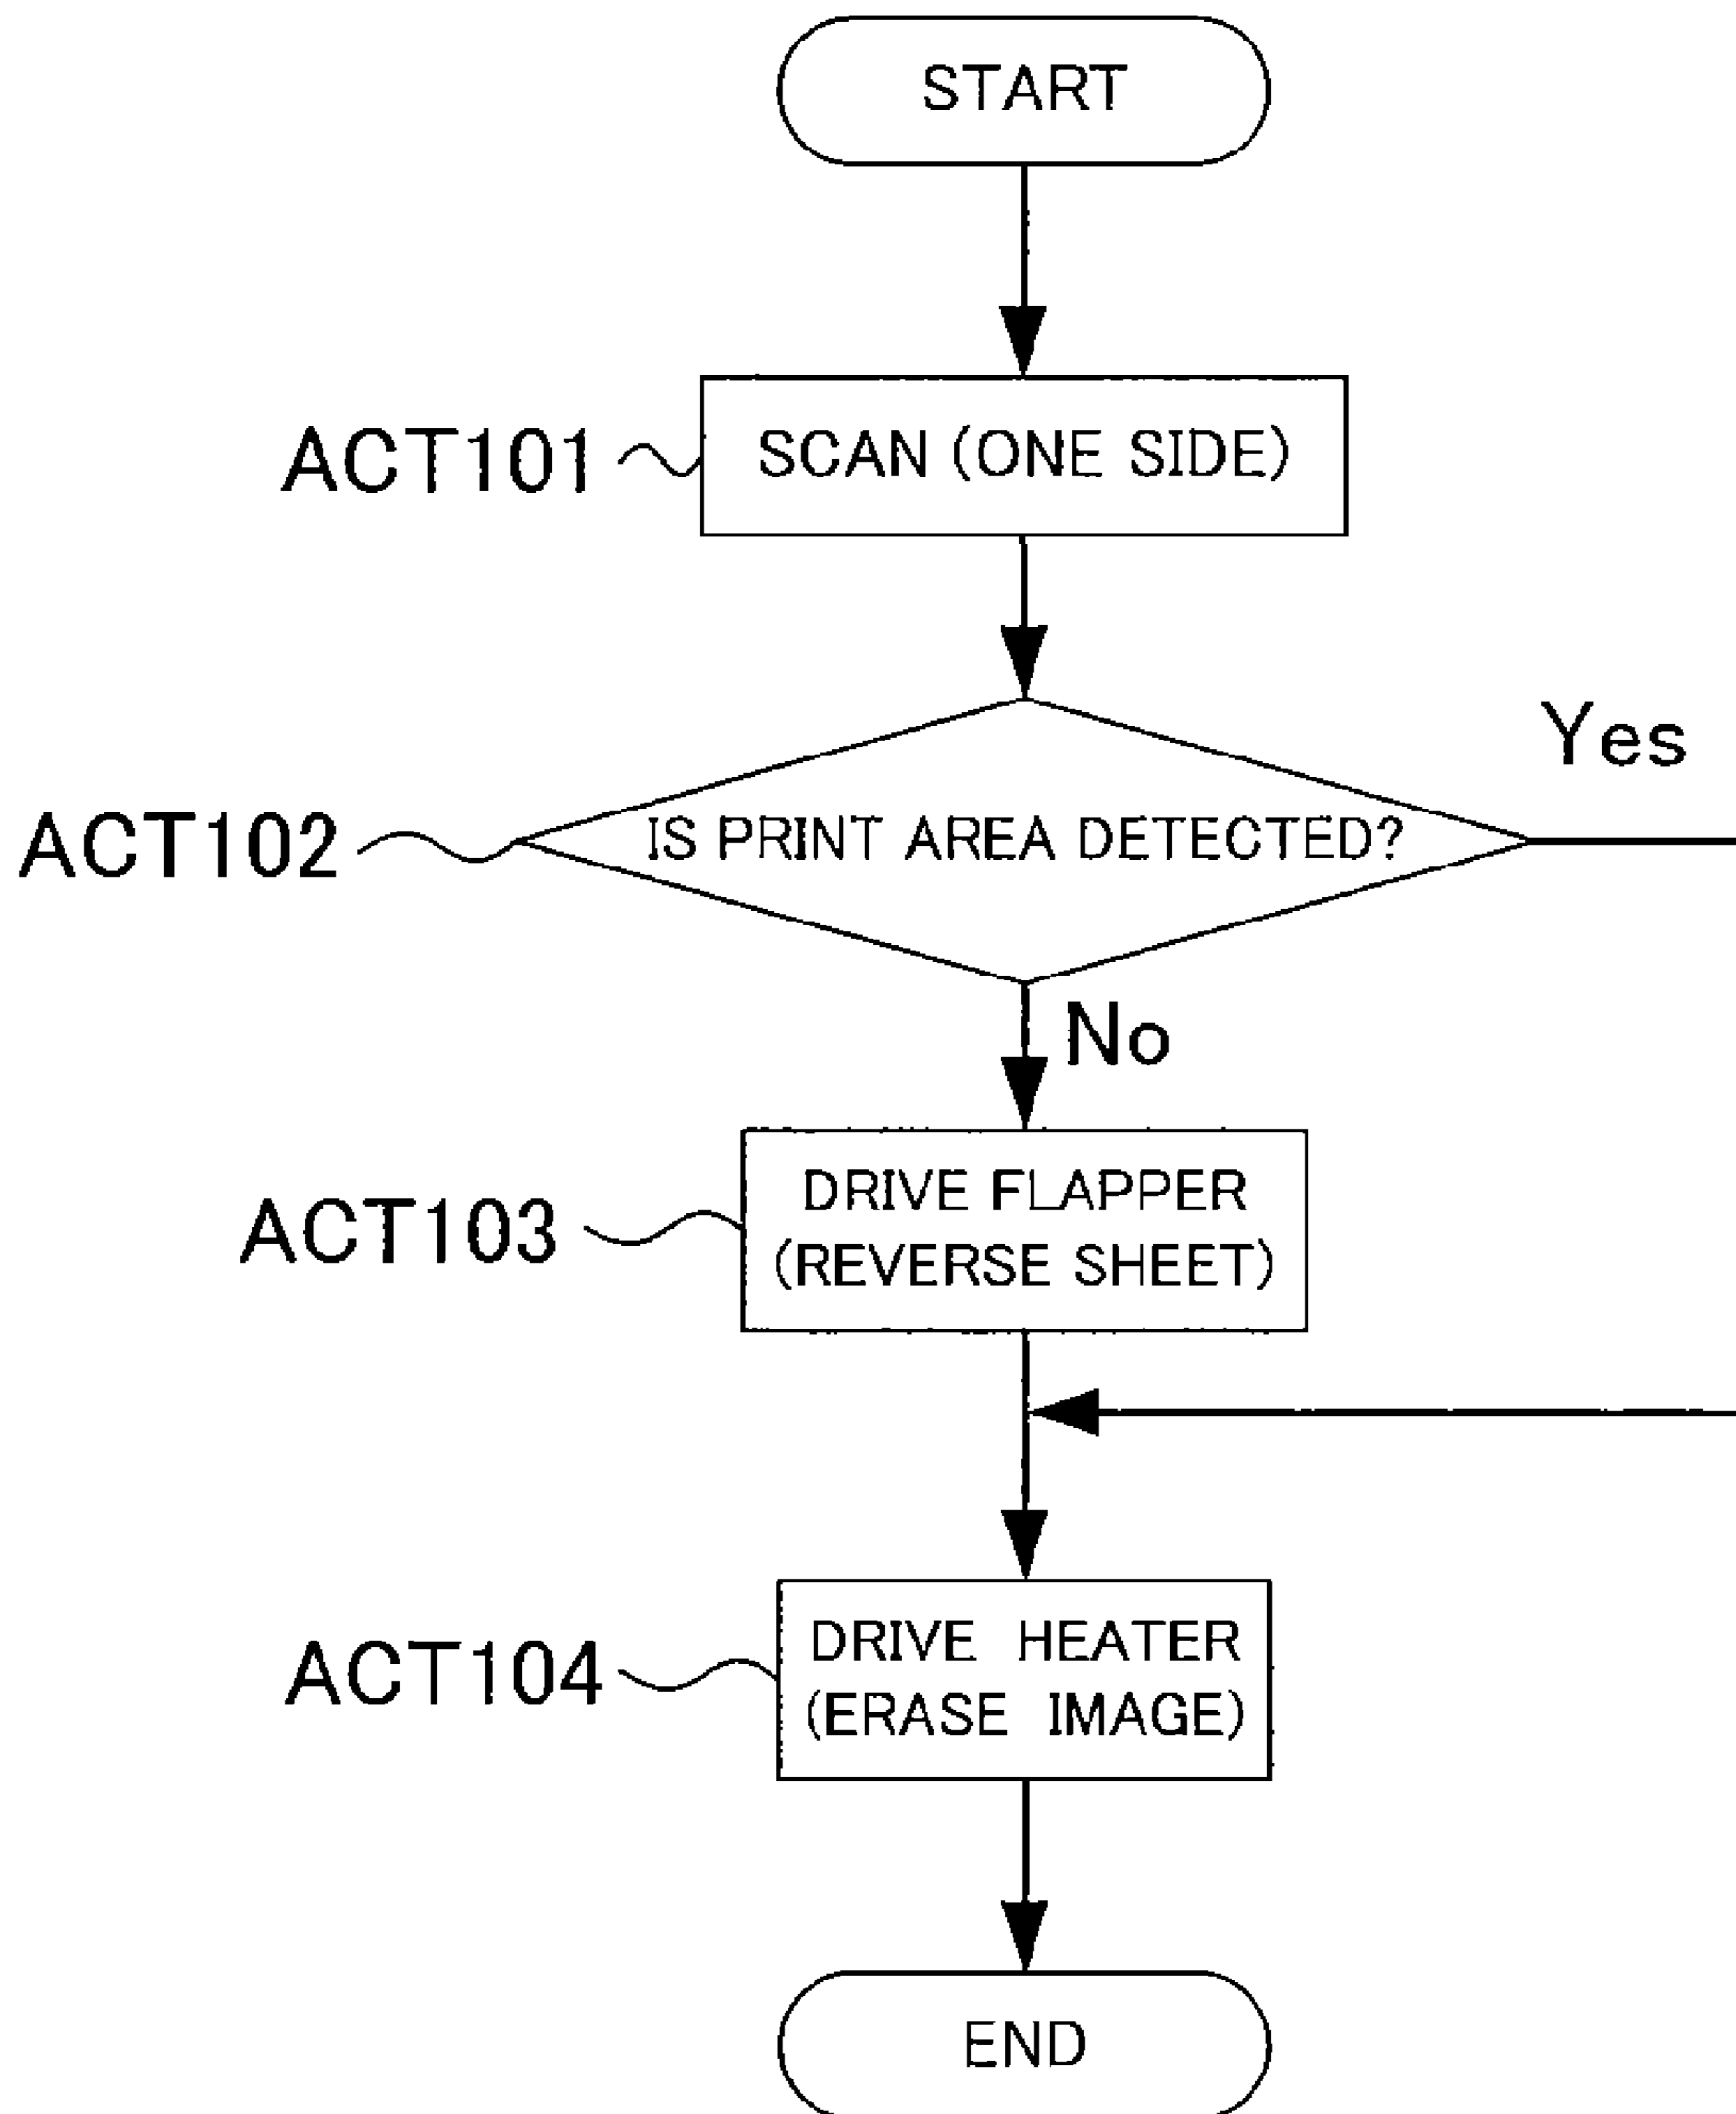 START
ACT101
SCAN (ONE SIDE)
Yes
ACT102
IS PRINT AREA DETECTED?
No
ACT103
DRIVE FLAPPER
(REVERSE SHEET)
ACT104
DRIVE HEATER
(ERASE IMAGE)
END